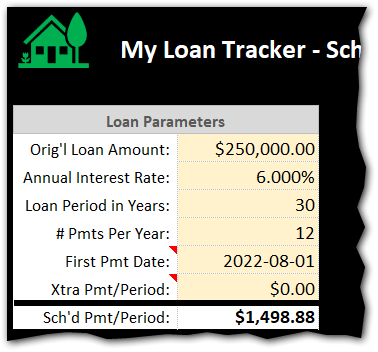 My Loan Tracker - Sch
Loan Parameters
Orig'l Loan Amount: $250,000.00
Annual Interest Rate: 6.000%
Loan Period in Years: 30
# Pmts Per Year: 12
First Pmt Date: 2022-08-01
Xtra Pmt/Period: $0.00
Sch'd Pmt/Period: $1,498.88